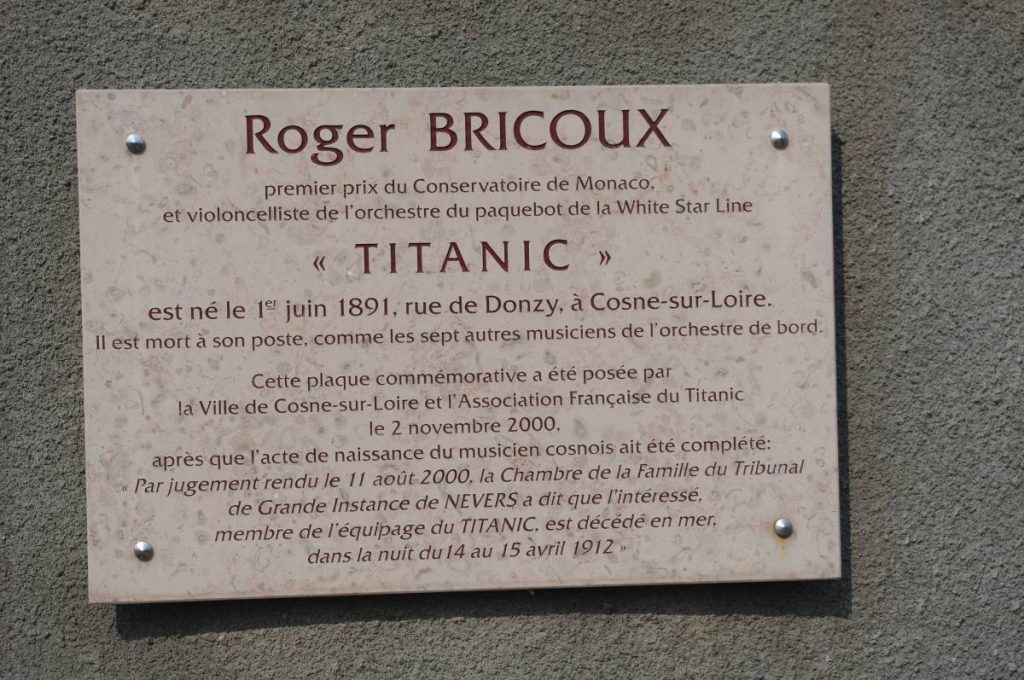 Roger BRICOUX
premier prix du Conservatoire de Monaco,
et violoncelliste de l'orchestre du paquebot de la White Star Line
« TITANIC »
est né le 1er juin 1891, rue de Donzy, à Cosne-sur-Loire.
Il est mort à son poste, comme les sept autres musiciens de l'orchestre de bord.
Cette plaque commémorative a été posée par
la Ville de Cosne-sur-Loire et l'Association Française du Titanic
le 2 novembre 2000,
après que l'acte de naissance du musicien cosnois ait été complété:
« Par jugement rendu le 11 août 2000, la Chambre de la Famille du Tribunal
de Grande Instance de NEVERS a dit que l'intéressé,
membre de l'équipage du TITANIC, est décédé en mer,
dans la nuit du14 au 15 avril 1912 »